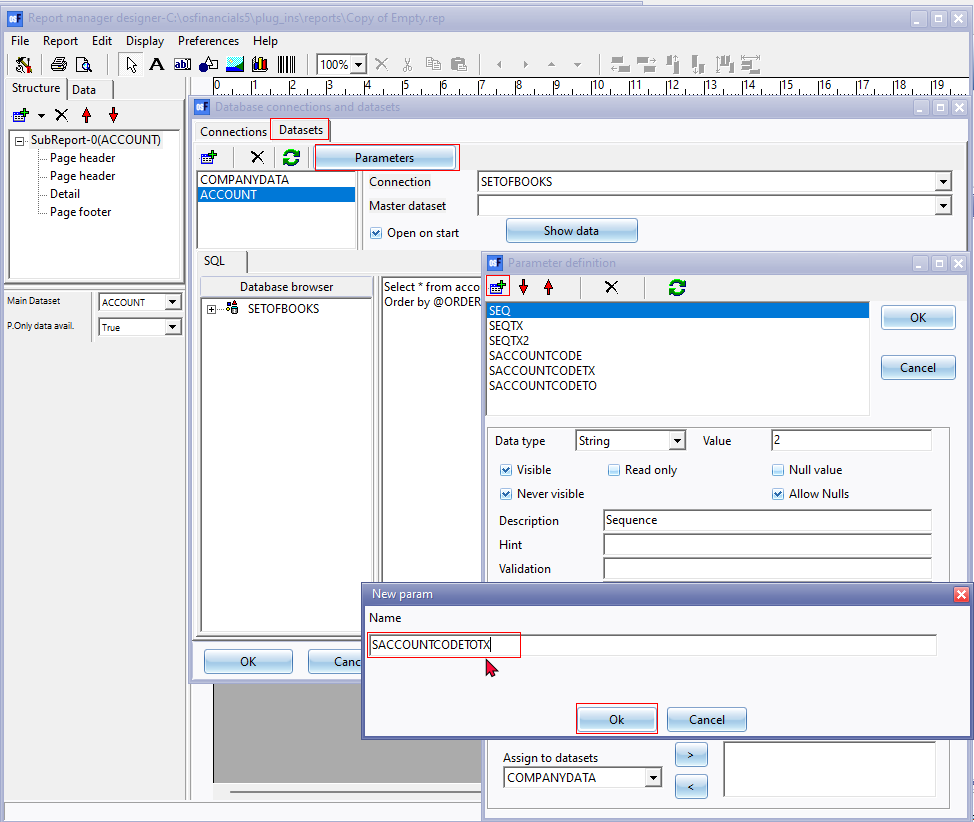 Report manager designer-C:\osfinancials5\plug_ins\reports\Copy of Empty.rep
File Report Edit Display Preferences Help
100%
Structure Data
0 1 2 3 4 5 6 7 8 9 10 11 12 13 14 15 16 17 18 19
Database connections and datasets
SubReport-0(ACCOUNT)
Page header
Page header
Detail
Page footer
Main Dataset ACCOUNT
P.Only data avail. True
Connections Datasets
Parameters
COMPANYDATA
ACCOUNT
Connection SETOFBOOKS
Master dataset
Open on start Show data
SQL
Database browser
SETOFBOOKS
Select * from acco
Order by @ORDER
OK Canc
Parameter definition
SEQ
SEQTX
SEQTX2
SACCOUNTCODE
SACCOUNTCODETX
SACCOUNTCODETO
OK
Cancel
Data type String Value 2
Visible Read only Null value
Never visible Allow Nulls
Description Sequence
Hint
Validation
New param
Name
SACCOUNTCODETOTX
Ok Cancel
Assign to datasets
COMPANYDATA
>
<